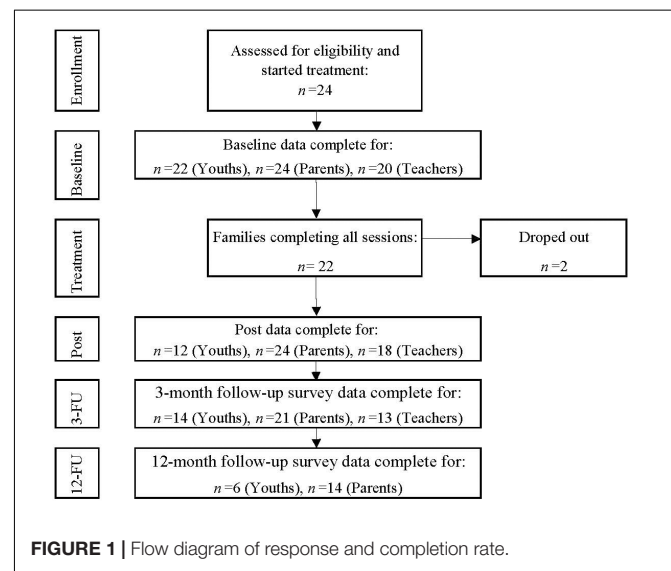 Enrollment
Assessed for eligibility and
started treatment:
n=24
Baseline
Baseline data complete for:
n=22 (Youths), n=24 (Parents), n=20 (Teachers)
Treatment
Families completing all sessions:
n= 22
Droped out
n=2
Post
Post data complete for:
n=12 (Youths), n=24 (Parents), n=18 (Teachers)
3-FU
3-month follow-up survey data complete for:
n=14 (Youths), n=21 (Parents), n=13 (Teachers)
12-FU
12-month follow-up survey data complete for:
n=6 (Youths), n=14 (Parents)
FIGURE 1 | Flow diagram of response and completion rate.